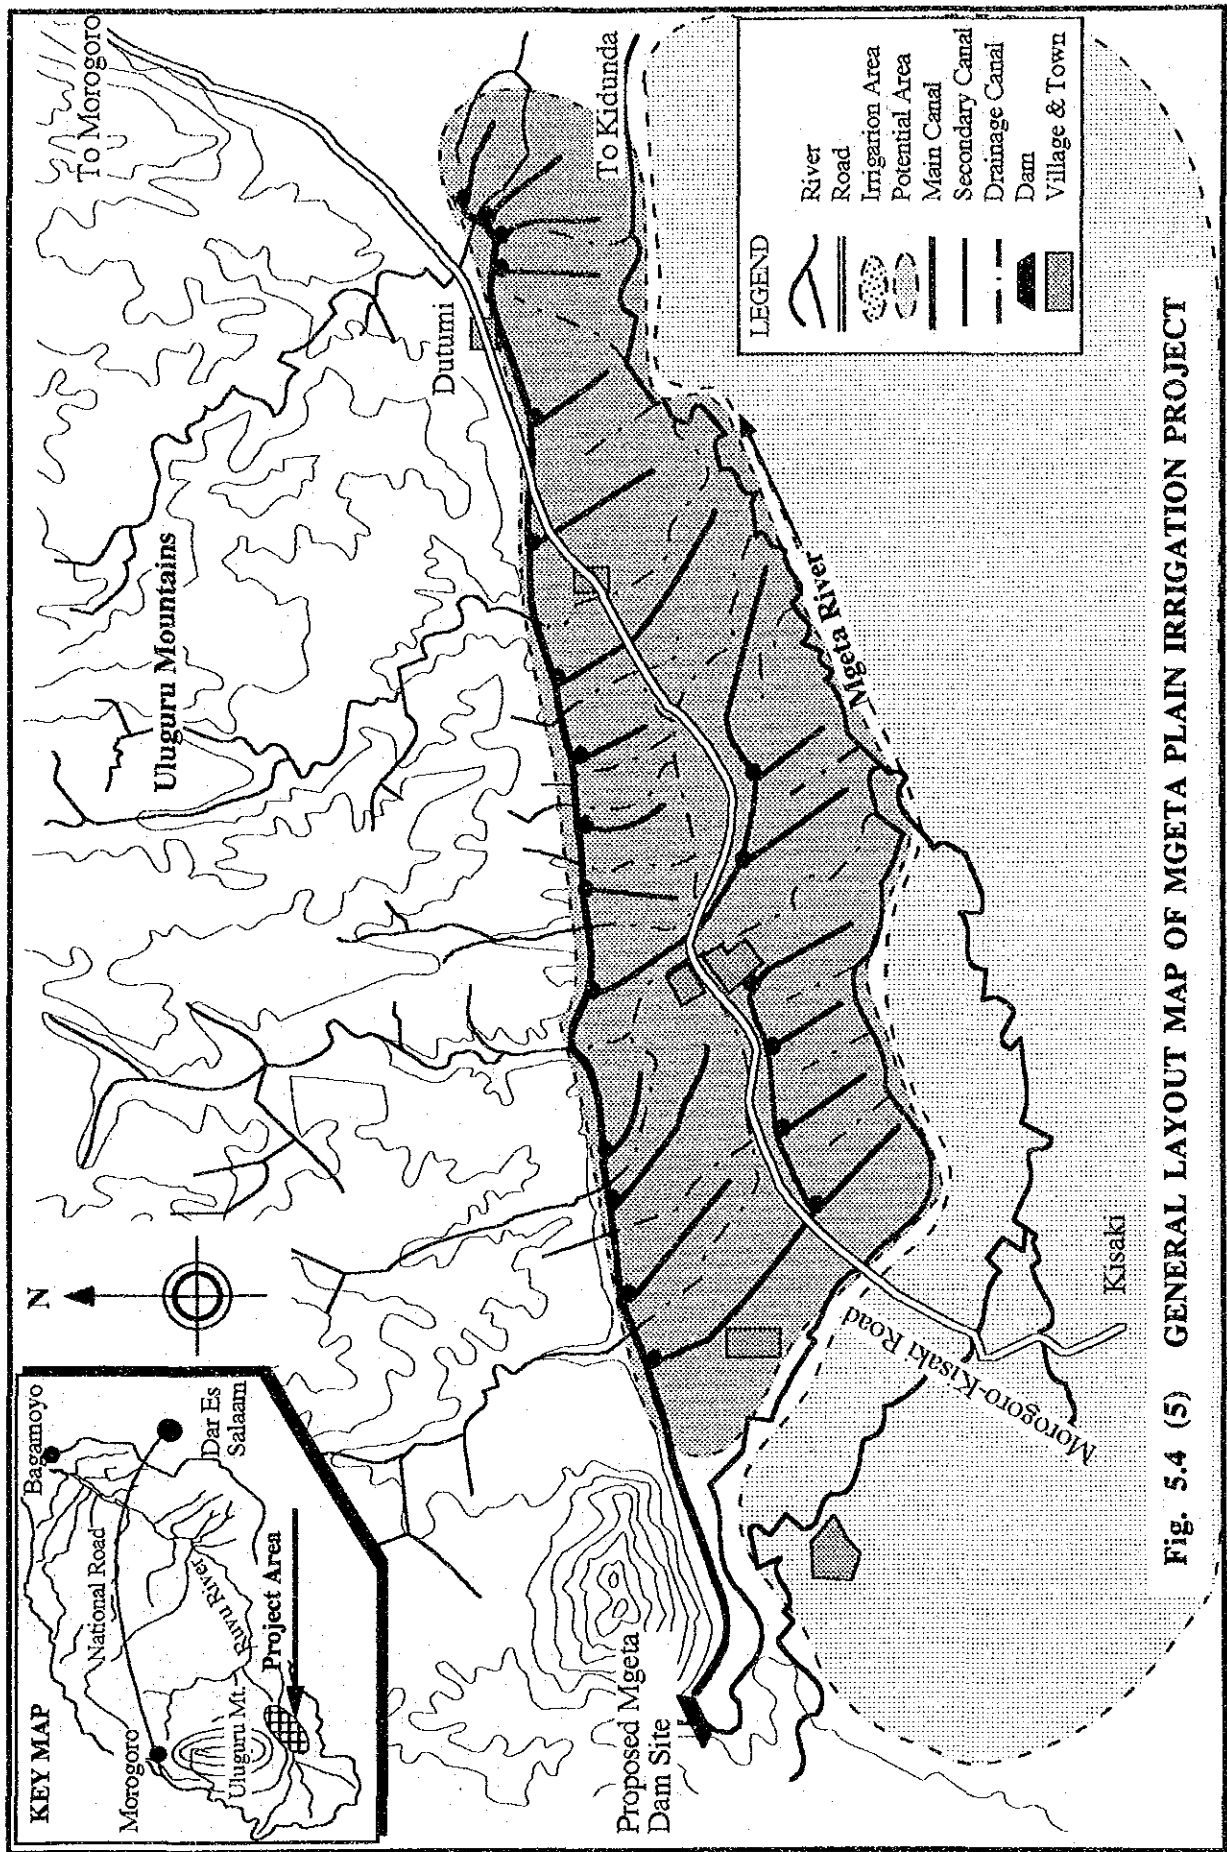 KEY MAP
Bagamoyo
Morogoro
National Road
Dar Es
Salaam
Uluguru Mt.
Ruvu River
Project Area
N
To Morogoro
Uluguru Mountains
Dutumi
To Kidunda
Proposed Mgeta
Dam Site
Mgeta River
Morogoro-Kisaki Road
Kisaki
LEGEND
River
Road
Irrigarion Area
Potential Area
Main Canal
Secondary Canal
Drainage Canal
Dam
Village & Town
Fig. 5.4 (5) GENERAL LAYOUT MAP OF MGETA PLAIN IRRIGATION PROJECT